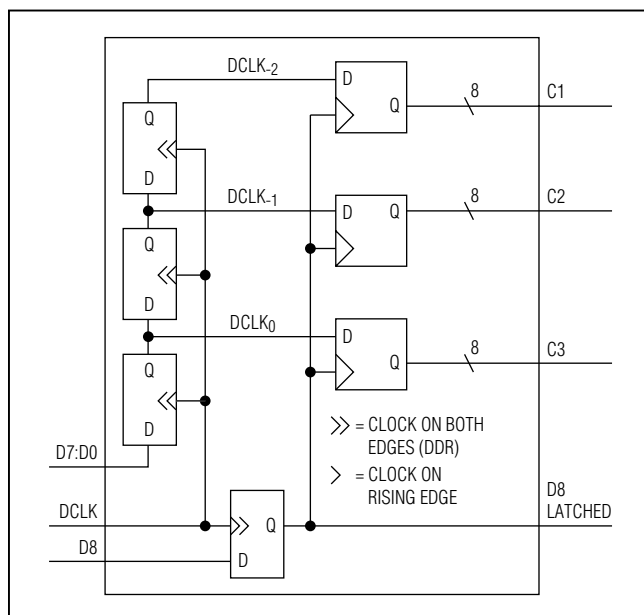 DCLK-2
D
Q
8
C1
Q
D
DCLK-1
D
Q
8
C2
Q
D
DCLK0
D
Q
8
C3
Q
D
= CLOCK ON BOTH
EDGES (DDR)
= CLOCK ON
RISING EDGE
D7:D0
DCLK
D8
Q
D
D8
LATCHED